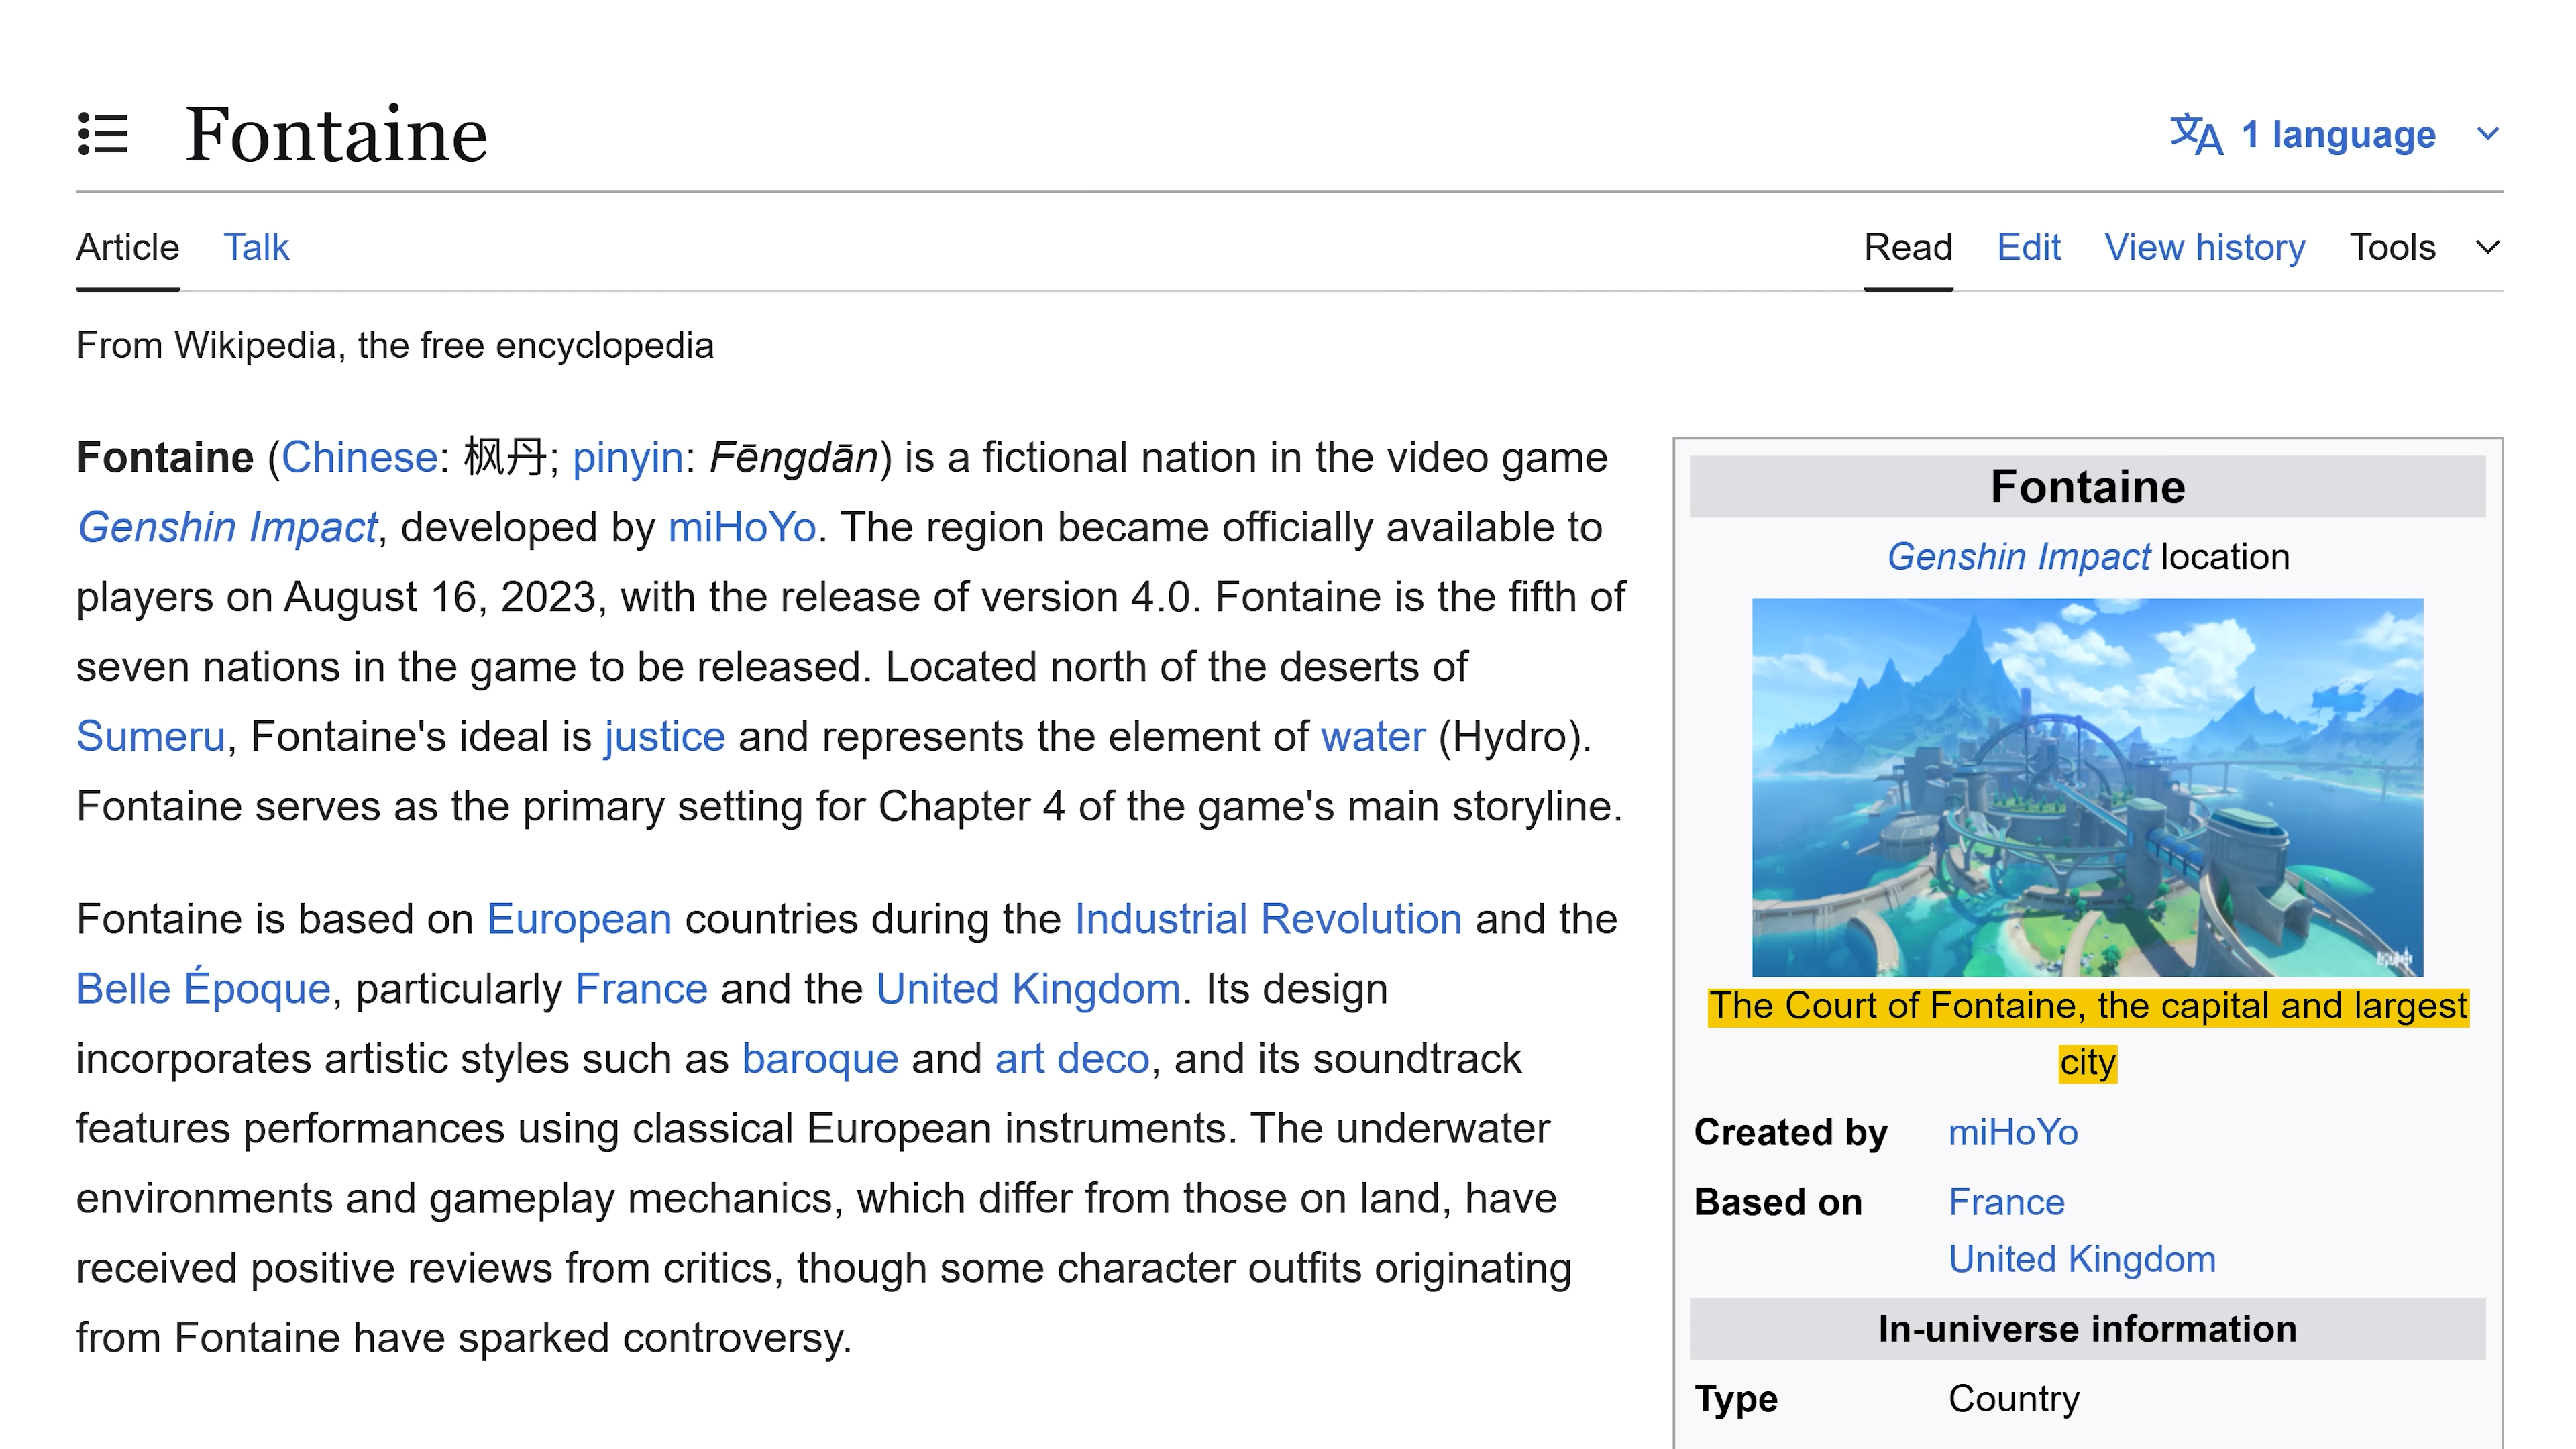 Fontaine
文A 1 language
Article Talk
Read Edit View history Tools
From Wikipedia, the free encyclopedia
Fontaine (Chinese: 枫丹; pinyin: Fēngdān) is a fictional nation in the video game
Genshin Impact, developed by miHoYo. The region became officially available to
players on August 16, 2023, with the release of version 4.0. Fontaine is the fifth of
seven nations in the game to be released. Located north of the deserts of
Sumeru, Fontaine's ideal is justice and represents the element of water (Hydro).
Fontaine serves as the primary setting for Chapter 4 of the game's main storyline.
Fontaine is based on European countries during the Industrial Revolution and the
Belle Époque, particularly France and the United Kingdom. Its design
incorporates artistic styles such as baroque and art deco, and its soundtrack
features performances using classical European instruments. The underwater
environments and gameplay mechanics, which differ from those on land, have
received positive reviews from critics, though some character outfits originating
from Fontaine have sparked controversy.
Fontaine
Genshin Impact location
The Court of Fontaine, the capital and largest
city
Created by miHoYo
Based on France
United Kingdom
In-universe information
Type Country